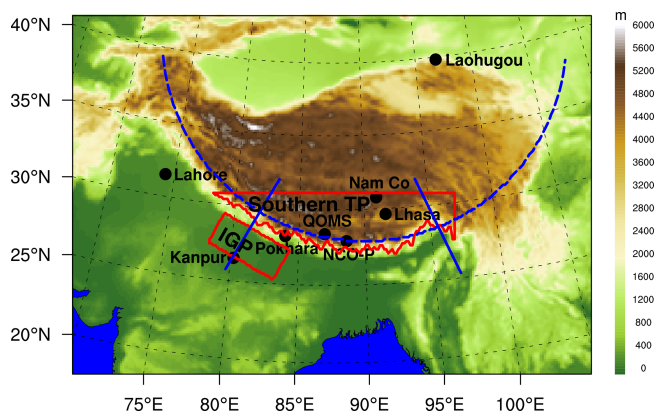 m
40°N
6000
Laohugou
5600
5200
35°N
4800
4400
4000
30°N
Lahore
Nam Co
3600
Southern TP
Lhasa
3200
QOMS
2800
IGP
Pokhara
NCO-P
2400
25°N
Kanpur
2000
1600
1200
20°N
800
400
0
75°E 80°E 85°E 90°E 95°E 100°E